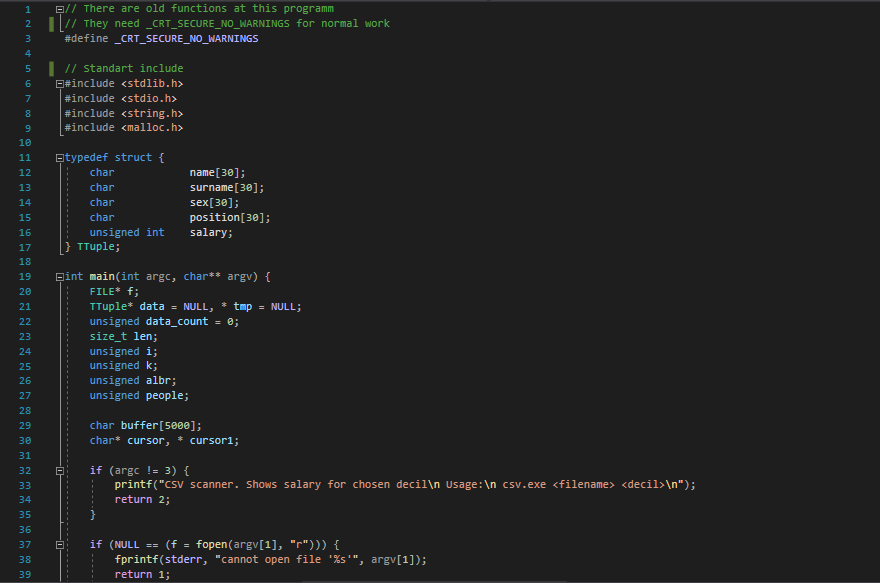 1 // There are old functions at this programm
2 // They need _CRT_SECURE_NO_WARNINGS for normal work
3 #define _CRT_SECURE_NO_WARNINGS
4
5 // Standart include
6 #include <stdlib.h>
7 #include <stdio.h>
8 #include <string.h>
9 #include <malloc.h>
10
11 typedef struct {
12     char            name[30];
13     char            surname[30];
14     char            sex[30];
15     char            position[30];
16     unsigned int    salary;
17 } TTuple;
18
19 int main(int argc, char** argv) {
20     FILE* f;
21     TTuple* data = NULL, * tmp = NULL;
22     unsigned data_count = 0;
23     size_t len;
24     unsigned i;
25     unsigned k;
26     unsigned albr;
27     unsigned people;
28
29     char buffer[5000];
30     char* cursor, * cursor1;
31
32     if (argc != 3) {
33         printf("CSV scanner. Shows salary for chosen decil\n Usage:\n csv.exe <filename> <decil>\n");
34         return 2;
35     }
36
37     if (NULL == (f = fopen(argv[1], "r"))) {
38         fprintf(stderr, "cannot open file '%s'", argv[1]);
39         return 1;